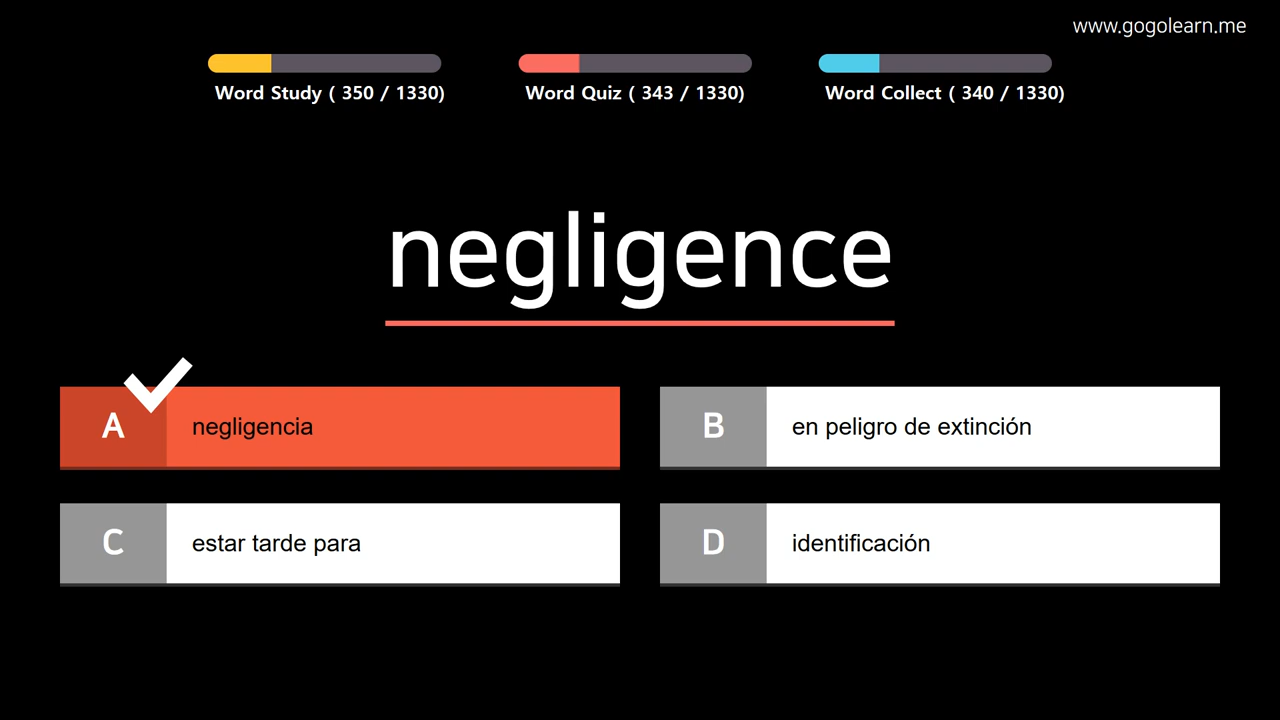 www.gogolearn.me
Word Study ( 350 / 1330)
Word Quiz ( 343 / 1330)
Word Collect ( 340 / 1330)
negligence
A negligencia
B en peligro de extinción
C estar tarde para
D identificación